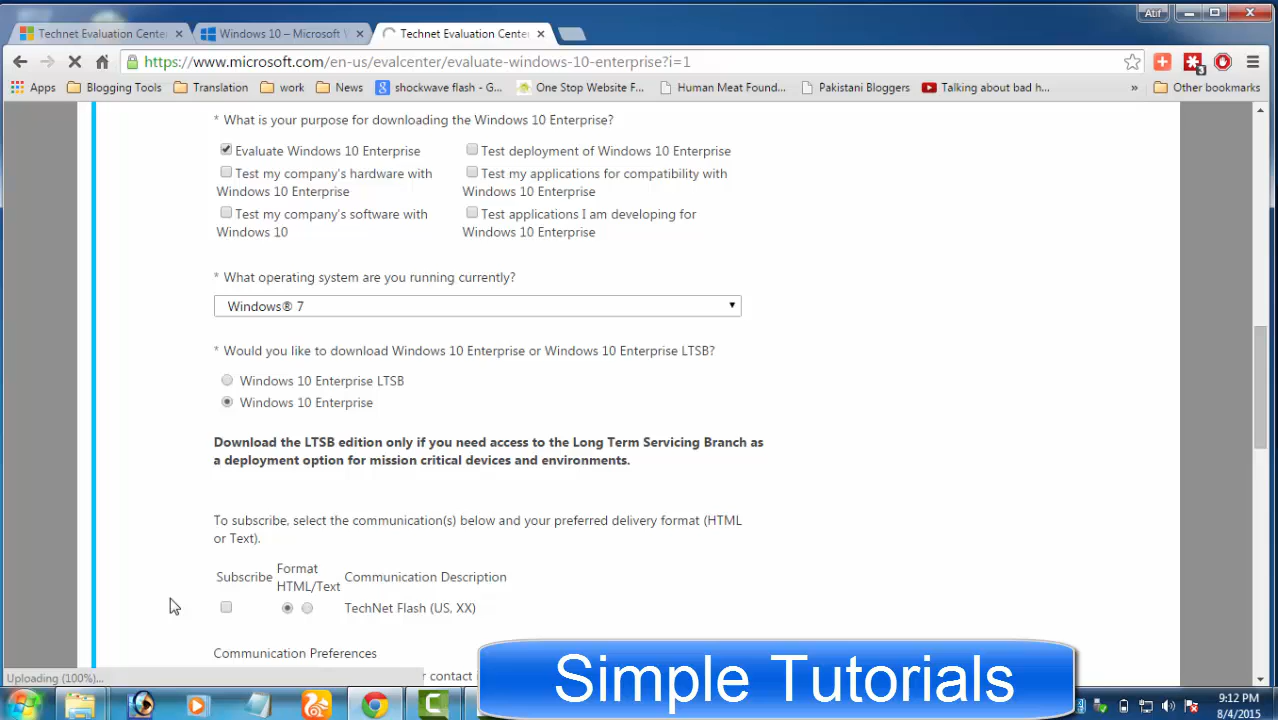 Atif
Technet Evaluation Cente
Windows 10 – Microsoft
Technet Evaluation Cente
https://www.microsoft.com/en-us/evalcenter/evaluate-windows-10-enterprise?i=1
3
Apps Blogging Tools Translation work News shockwave flash - G... One Stop Website F... Human Meat Found... Pakistani Bloggers Talking about bad h... » Other bookmarks
* What is your purpose for downloading the Windows 10 Enterprise?
Evaluate Windows 10 Enterprise
Test deployment of Windows 10 Enterprise
Test my company's hardware with
Windows 10 Enterprise
Test my applications for compatibility with
Windows 10 Enterprise
Test my company's software with
Windows 10
Test applications I am developing for
Windows 10 Enterprise
* What operating system are you running currently?
Windows® 7
* Would you like to download Windows 10 Enterprise or Windows 10 Enterprise LTSB?
Windows 10 Enterprise LTSB
Windows 10 Enterprise
Download the LTSB edition only if you need access to the Long Term Servicing Branch as
a deployment option for mission critical devices and environments.
To subscribe, select the communication(s) below and your preferred delivery format (HTML
or Text).
Subscribe
Format
HTML/Text
Communication Description
TechNet Flash (US, XX)
Communication Preferences
r contact
Uploading (100%)...
Simple Tutorials
9:12 PM
8/4/2015